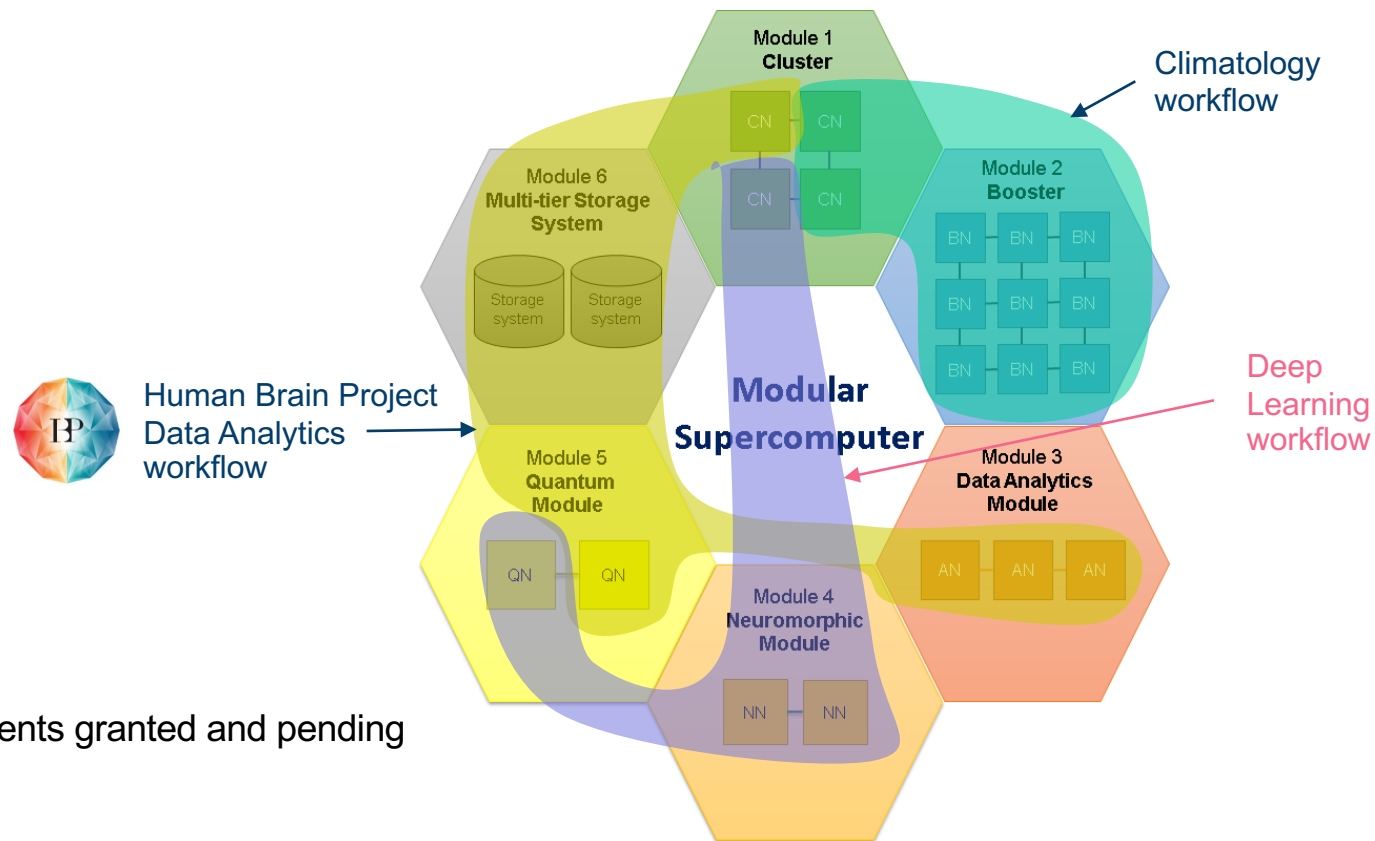 Module 1
Cluster
CN
CN
CN
CN
Climatology
workflow
Module 6
Multi-tier Storage
System
Storage
system
Storage
system
Module 2
Booster
BN
BN
BN
BN
BN
BN
BN
BN
BN
Deep
Learning
workflow
HP
Human Brain Project
Data Analytics
workflow
Modular
Supercomputer
Module 5
Quantum
Module
QN
QN
Module 3
Data Analytics
Module
AN
AN
AN
Module 4
Neuromorphic
Module
NN
NN
ents granted and pending